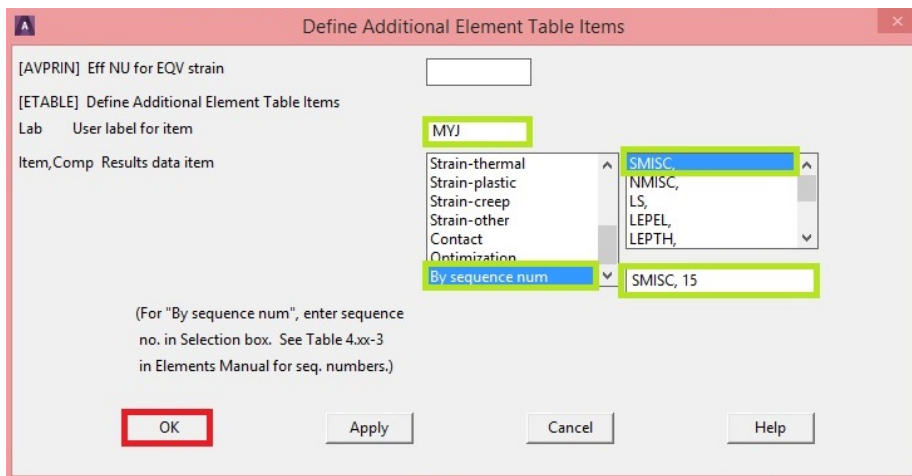 A
Define Additional Element Table Items
[AVPRIN] Eff NU for EQV strain
[ETABLE] Define Additional Element Table Items
Lab User label for item
MYJ
Item,Comp Results data item
Strain-thermal
Strain-plastic
Strain-creep
Strain-other
Contact
Optimization
By sequence num
SMISC,
NMISC,
LS,
LEPEL,
LEPTH,
SMISC, 15
(For "By sequence num", enter sequence
no. in Selection box. See Table 4.xx-3
in Elements Manual for seq. numbers.)
OK
Apply
Cancel
Help